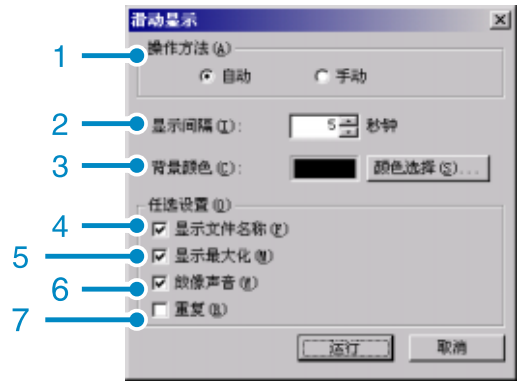 滑动显示
1 操作方法(A)
自动 手动
2 显示间隔(I): 5 秒钟
3 背景颜色(C): 颜色选择(S)...
任选设置(O)
4 显示文件名称(F)
5 显示最大化(M)
6 放像声音(E)
7 重复(R)
运行 取消